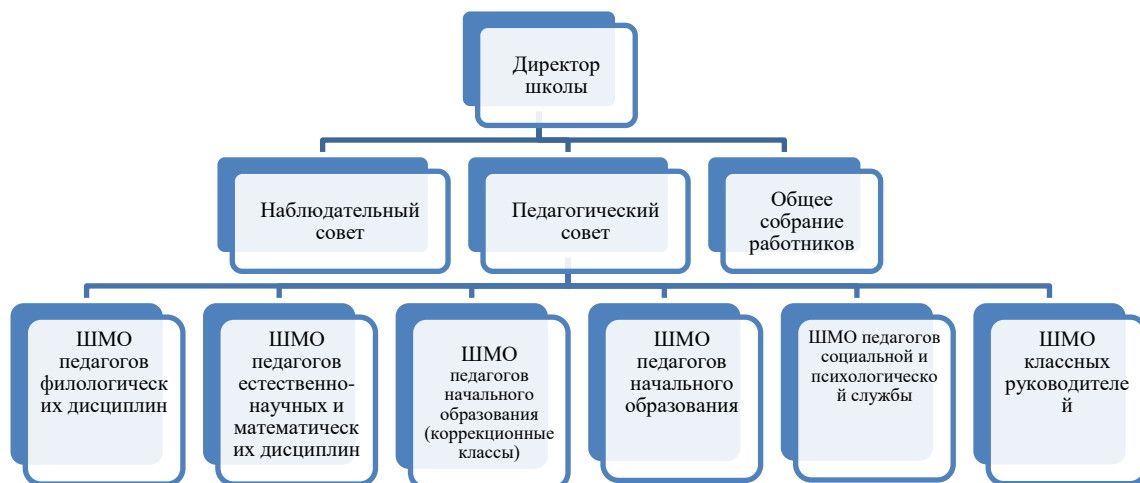 Директор
школы
Наблюдательный
совет
Педагогический
совет
Общее
собрание
работников
ШМО
педагогов
филологическ
их дисциплин
ШМО
педагогов
естественно-
научных и
математическ
их дисциплин
ШМО
педагогов
начального
образования
(коррекционные
классы)
ШМО
педагогов
начального
образования
ШМО педагогов
социальной и
психологическо
й службы
ШМО
классных
руководителе
й